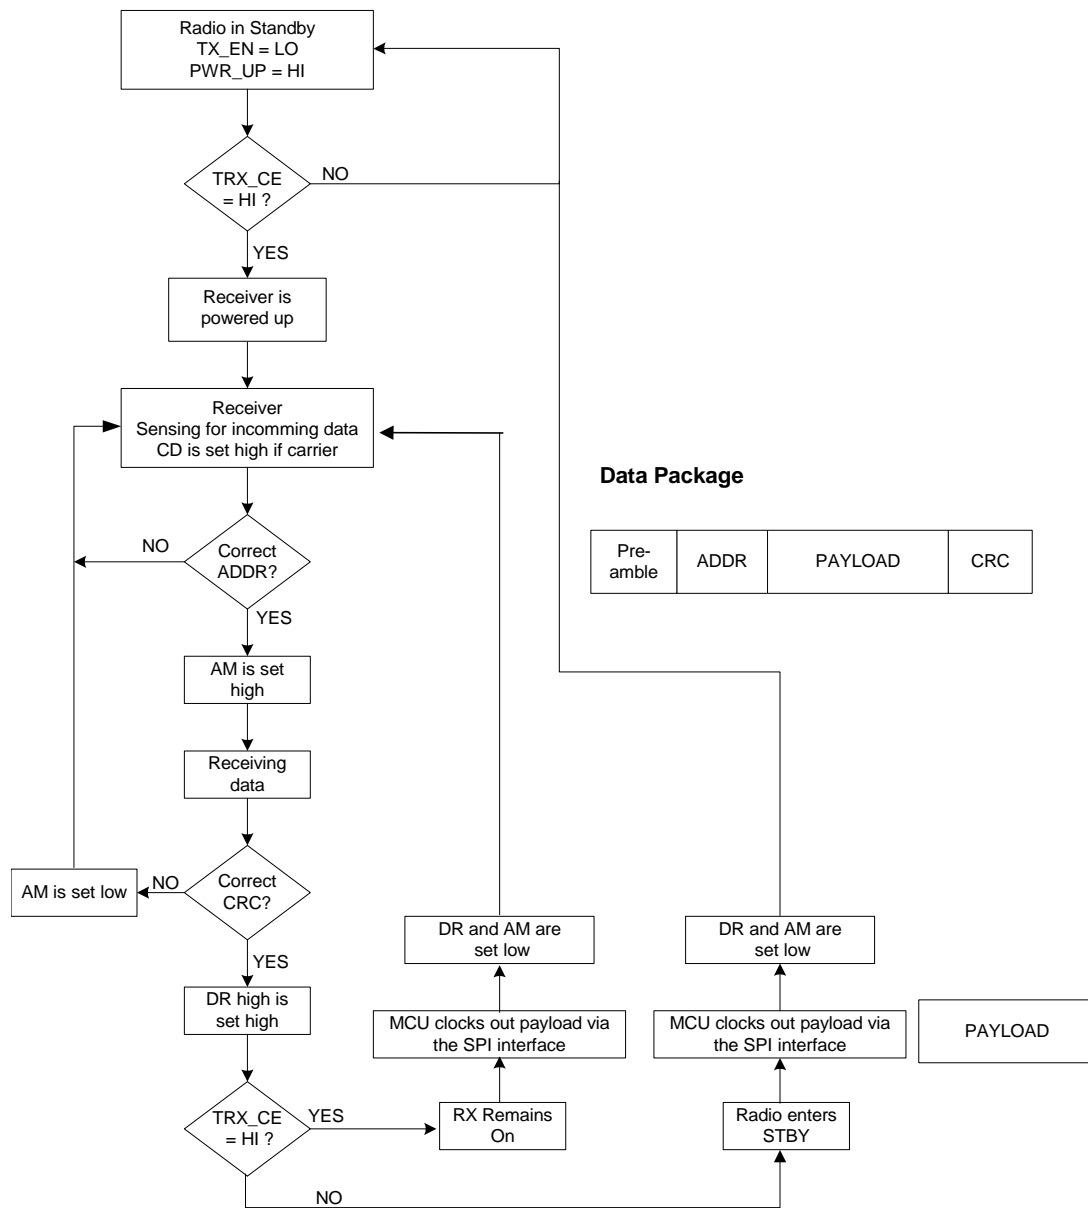 Radio in Standby
TX_EN = LO
PWR_UP = HI
TRX_CE
= HI ?
NO
YES
Receiver is
powered up
Receiver
Sensing for incomming data
CD is set high if carrier
Data Package
Pre-
amble
ADDR
PAYLOAD
CRC
NO
Correct
ADDR?
YES
AM is set
high
Receiving
data
AM is set low
NO
Correct
CRC?
YES
DR high is
set high
DR and AM are
set low
DR and AM are
set low
MCU clocks out payload via
the SPI interface
MCU clocks out payload via
the SPI interface
PAYLOAD
TRX_CE
= HI ?
YES
RX Remains
On
Radio enters
STBY
NO